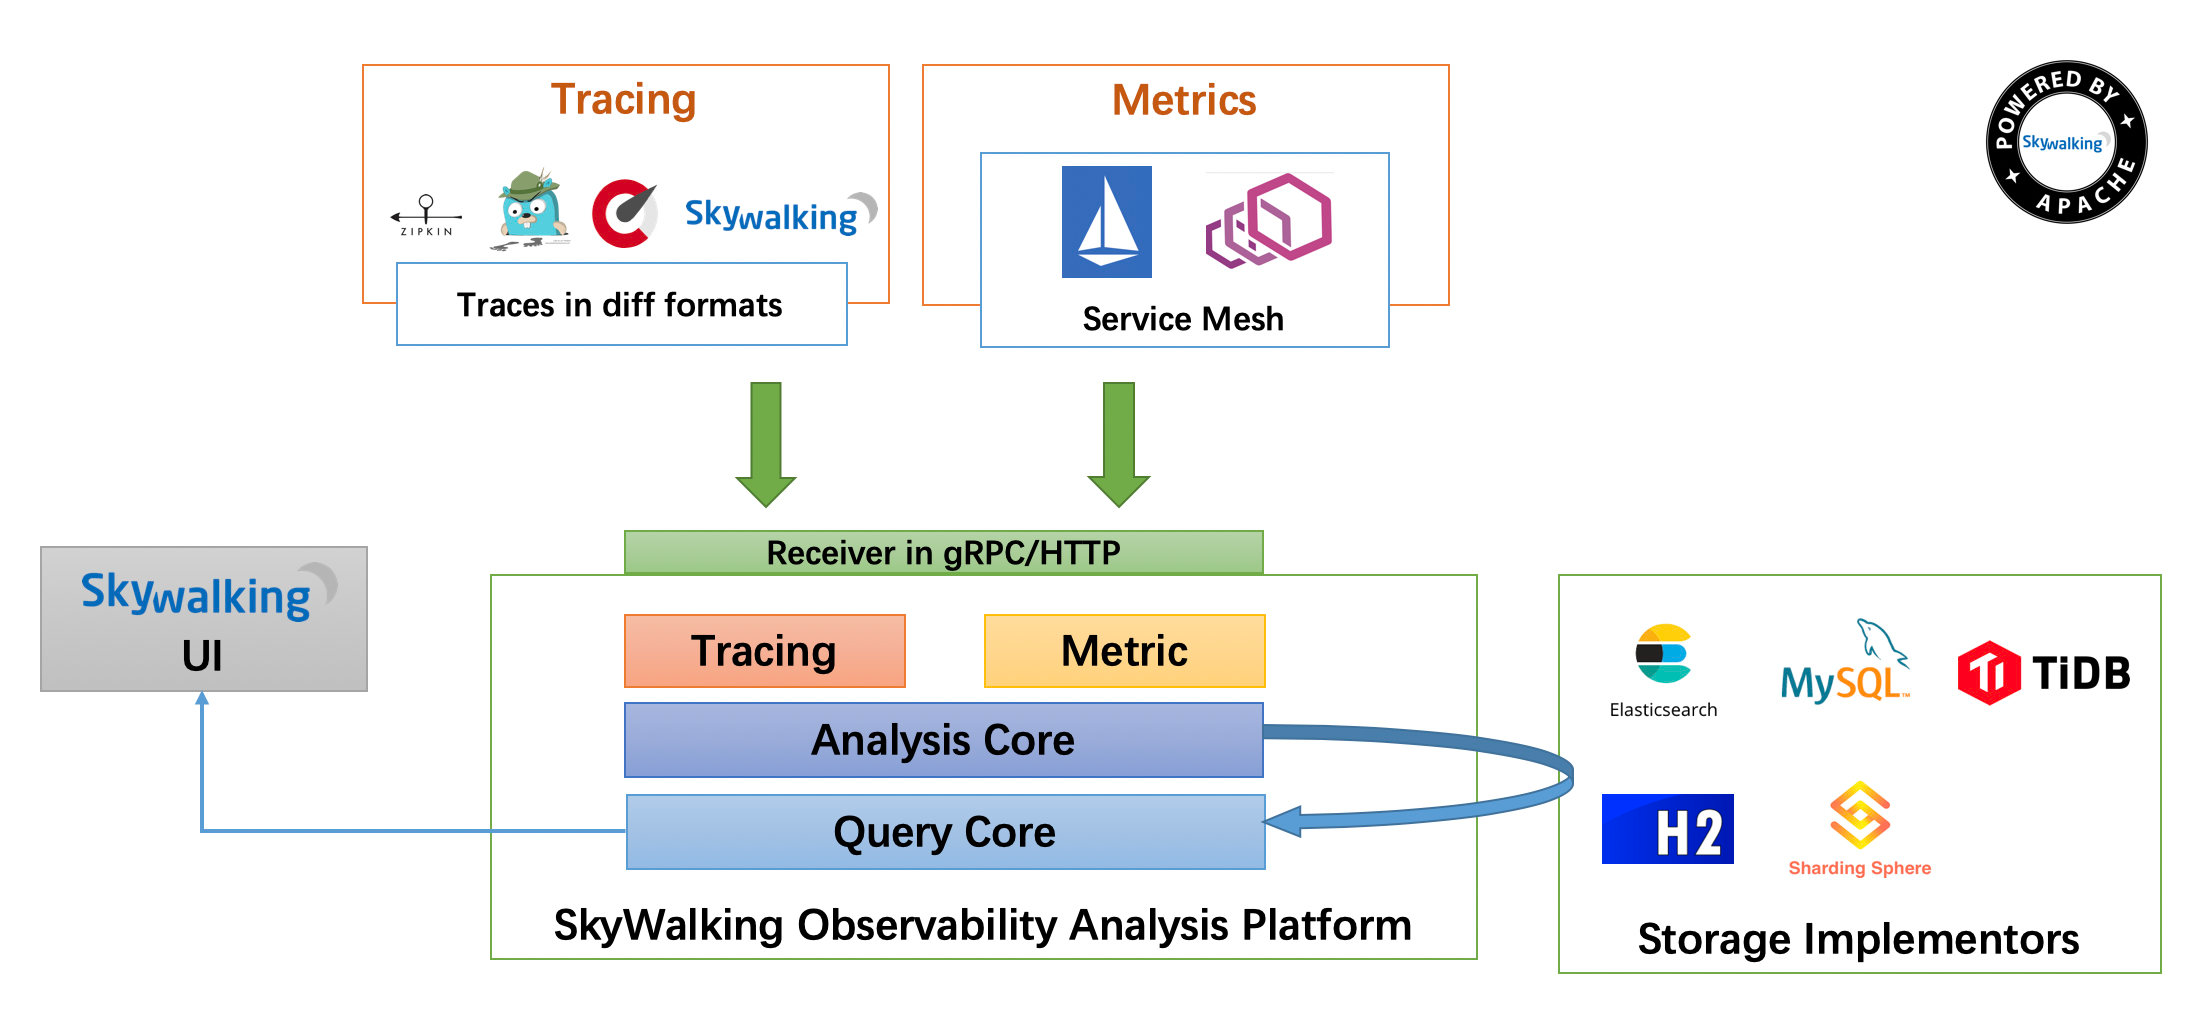 Tracing
ZIPKIN
Skywalking
Traces in diff formats
Metrics
Service Mesh
POWERED BY
Skywalking
APACHE
Receiver in gRPC/HTTP
Skywalking
UI
Tracing
Metric
Analysis Core
Query Core
SkyWalking Observability Analysis Platform
Elasticsearch
MySQL™
TiDB
H2
Sharding Sphere
Storage Implementors